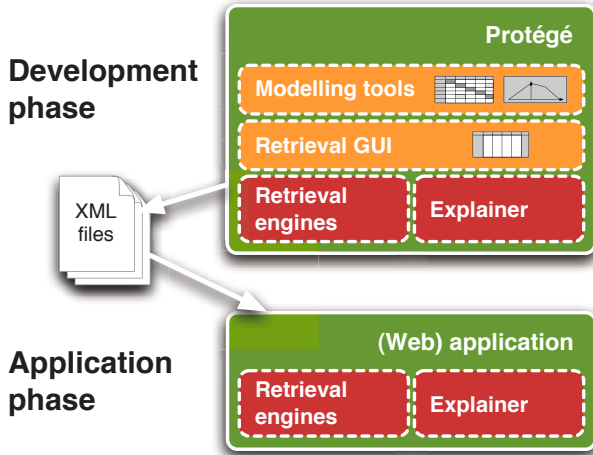 Protégé
Development
phase
Modelling tools
Retrieval GUI
Retrieval
engines
Explainer
XML
files
(Web) application
Application
phase
Retrieval
engines
Explainer